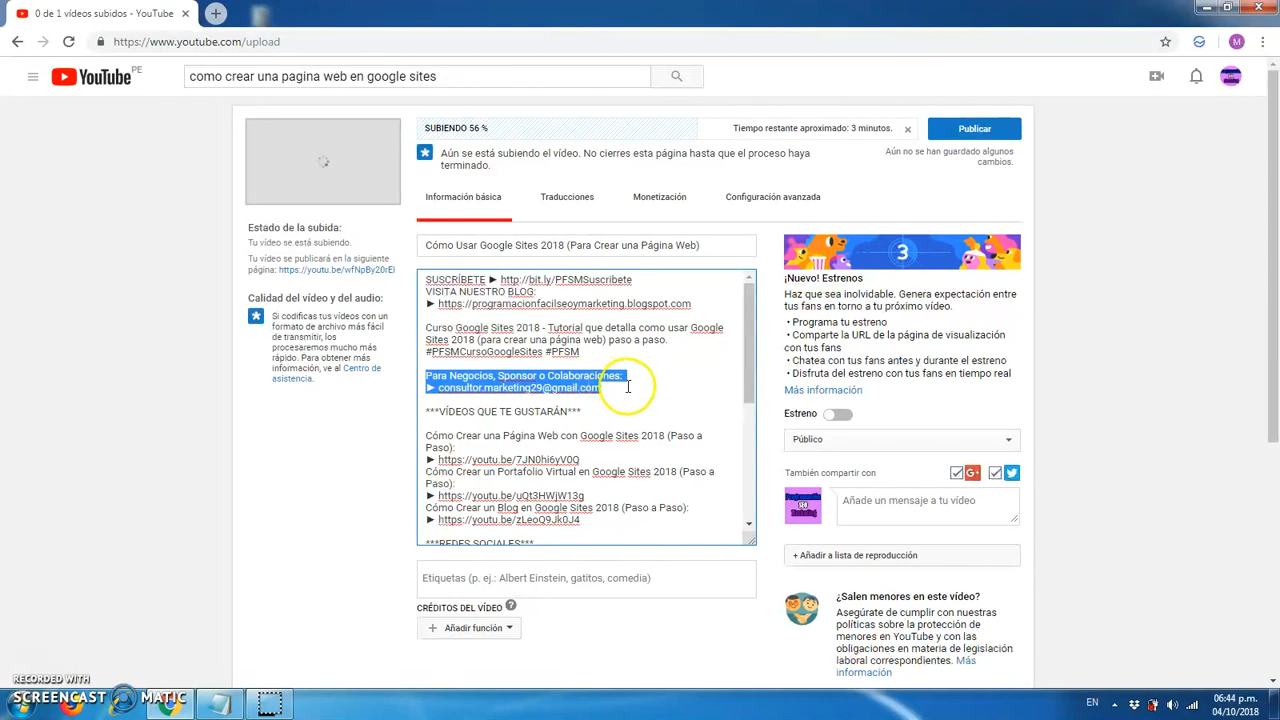 0 de 1 vídeos subidos - YouTube
https://www.youtube.com/upload
M
YouTube PE
como crear una pagina web en google sites
SUBIENDO 56 %
Tiempo restante aproximado: 3 minutos.
Publicar
Aún se está subiendo el vídeo. No cierres esta página hasta que el proceso haya
terminado.
Aún no se han guardado algunos
cambios.
Información básica
Traducciones
Monetización
Configuración avanzada
Estado de la subida:
Tu vídeo se está subiendo.
Tu vídeo se publicará en la siguiente
página: https://youtu.be/wfNpBy20rEI
Calidad del vídeo y del audio:
Si codificas tus vídeos con un
formato de archivo más fácil
de transmitir, los
procesaremos mucho más
rápido. Para obtener más
información, ve al Centro de
asistencia.
Cómo Usar Google Sites 2018 (Para Crear una Página Web)
SUSCRÍBETE ► http://bit.ly/PFSMSuscribete
VISITA NUESTRO BLOG:
► https://programacionfacilseoymarketing.blogspot.com
Curso Google Sites 2018 - Tutorial que detalla como usar Google
Sites 2018 (para crear una página web) paso a paso.
#PFSMCursoGoogleSites #PFSM
Para Negocios, Sponsor o Colaboraciones:
► consultor.marketing29@gmail.com
***VÍDEOS QUE TE GUSTARÁN***
Cómo Crear una Página Web con Google Sites 2018 (Paso a
Paso):
► https://youtu.be/7JN0hi6yV0Q
Cómo Crear un Portafolio Virtual en Google Sites 2018 (Paso a
Paso):
► https://youtu.be/uQt3HWjW13g
Cómo Crear un Blog en Google Sites 2018 (Paso a Paso):
► https://youtu.be/zLeoQ9Jk0J4
***REDES SOCIALES***
Etiquetas (p. ej.: Albert Einstein, gatitos, comedia)
CRÉDITOS DEL VÍDEO ?
+ Añadir función
3
¡Nuevo! Estrenos
Haz que sea inolvidable. Genera expectación entre
tus fans en torno a tu próximo vídeo.
• Programa tu estreno
• Comparte la URL de la página de visualización
con tus fans
• Chatea con tus fans antes y durante el estreno
• Disfruta del estreno con tus fans en tiempo real
Más información
Estreno
Público
También compartir con
G+
Programación
SEO
Marketing
Añade un mensaje a tu vídeo
+ Añadir a lista de reproducción
¿Salen menores en este vídeo?
Asegúrate de cumplir con nuestras
políticas sobre la protección de
menores en YouTube y con las
obligaciones en materia de legislación
laboral correspondientes. Más
información
RECORDED WITH
SCREENCAST MATIC
EN
06:44 p.m.
04/10/2018